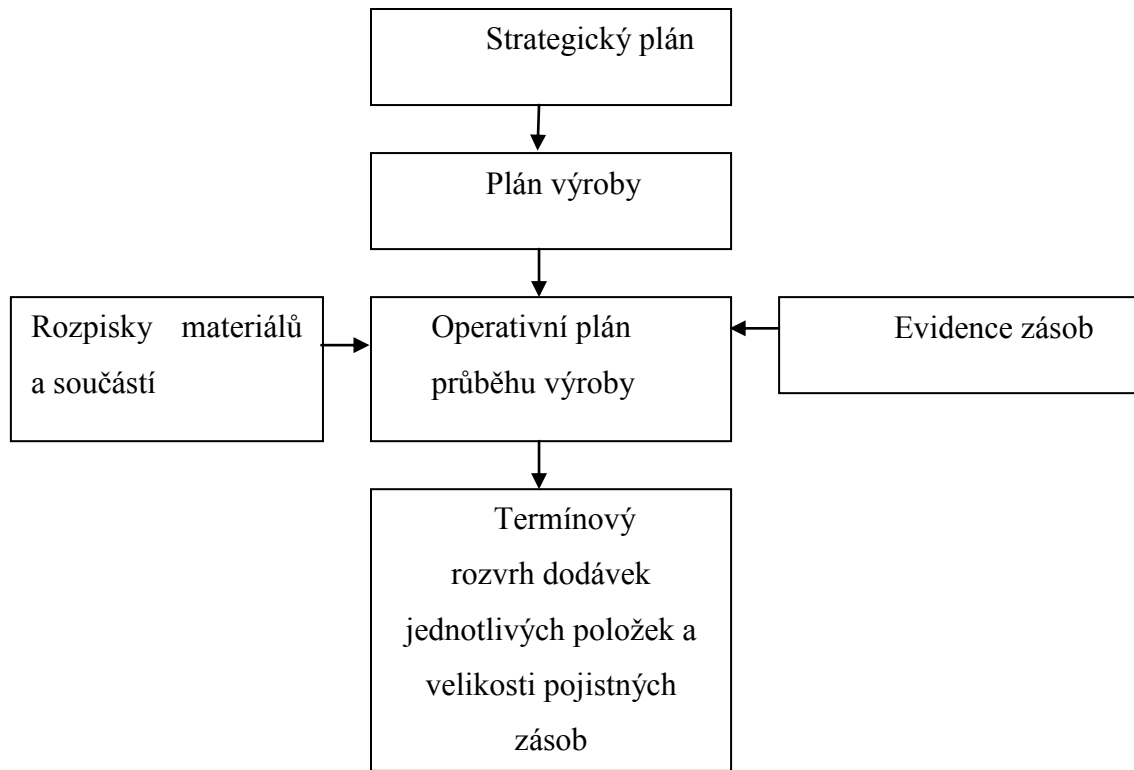 Strategický plán
Plán výroby
Rozpisky materiálů
a součástí
Operativní plán
průběhu výroby
Evidence zásob
Termínový
rozvrh dodávek
jednotlivých položek a
velikosti pojistných
zásob